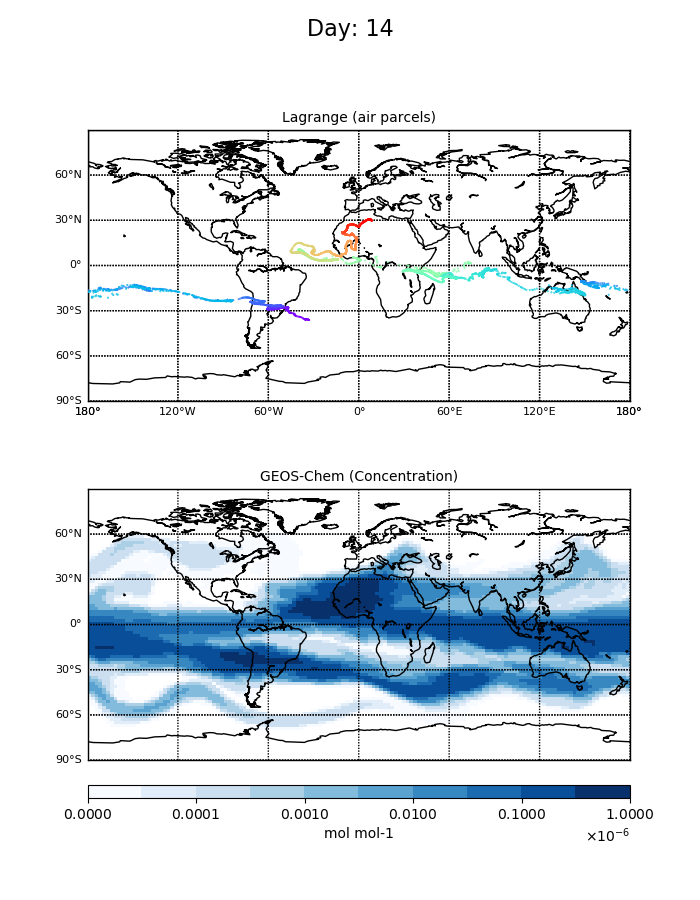 Day: 14
Lagrange (air parcels)
60°N
30°N
0°
30°S
60°S
90°S
180° 120°W 60°W 0° 60°E 120°E 180°
GEOS-Chem (Concentration)
60°N
30°N
0°
30°S
60°S
90°S
0.0000 0.0001 0.0010 0.0100 0.1000 1.0000
mol mol-1 ×10⁻⁶